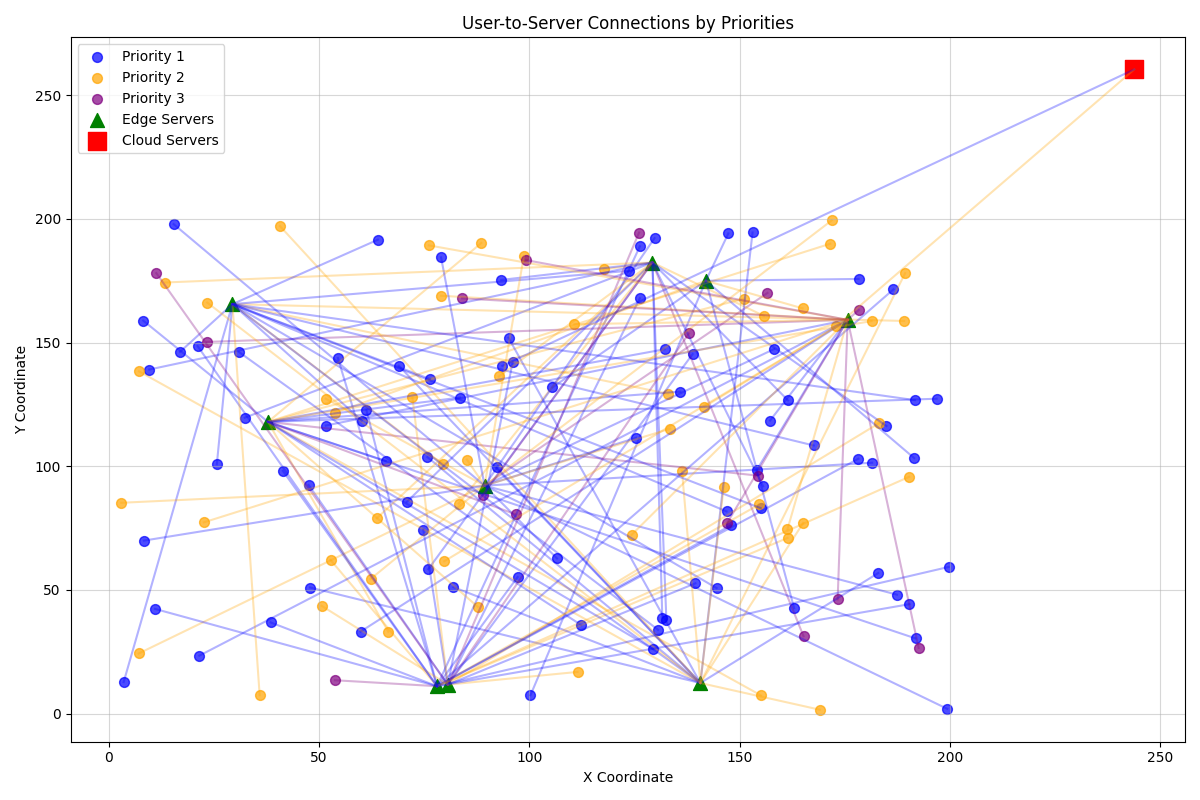 User-to-Server Connections by Priorities
Priority 1
Priority 2
Priority 3
Edge Servers
Cloud Servers
250
200
150
100
50
0
Y Coordinate
0 50 100 150 200 250
X Coordinate